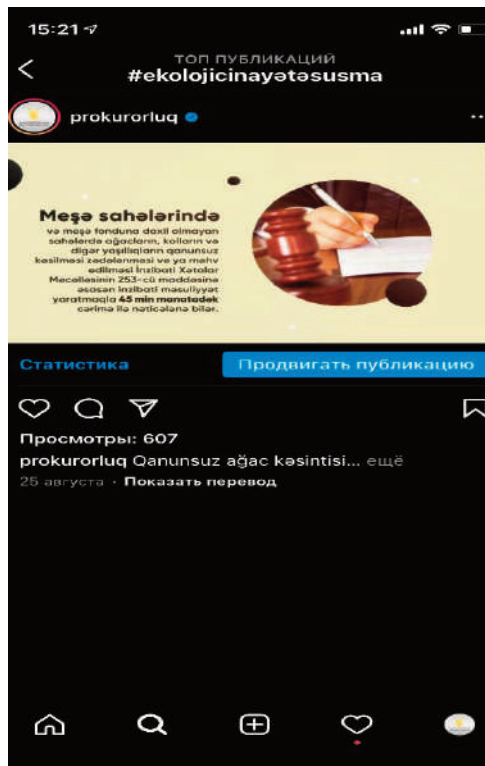 15:21
ТОП ПУБЛИКАЦИЙ
#ekolojicinayətəsusma
prokurorluq
Meşə sahələrində
və meşə fonduna daxil olmayan
sahələrdə ağacların, kolların və
digər yaşıllıqların qanunsuz
kəsilməsi zədələnməsi və ya məhv
edilməsi İnzibati Xətalar
Məcəlləsinin 253-cü maddəsinə
əsasən inzibati məsuliyyət
yaratmaqla 45 min manatadək
cərimə ilə nəticələnə bilər.
Статистика
Продвигать публикацию
Просмотры: 607
prokurorluq Qanunsuz ağac kəsintisi... ещё
25 августа · Показать перевод